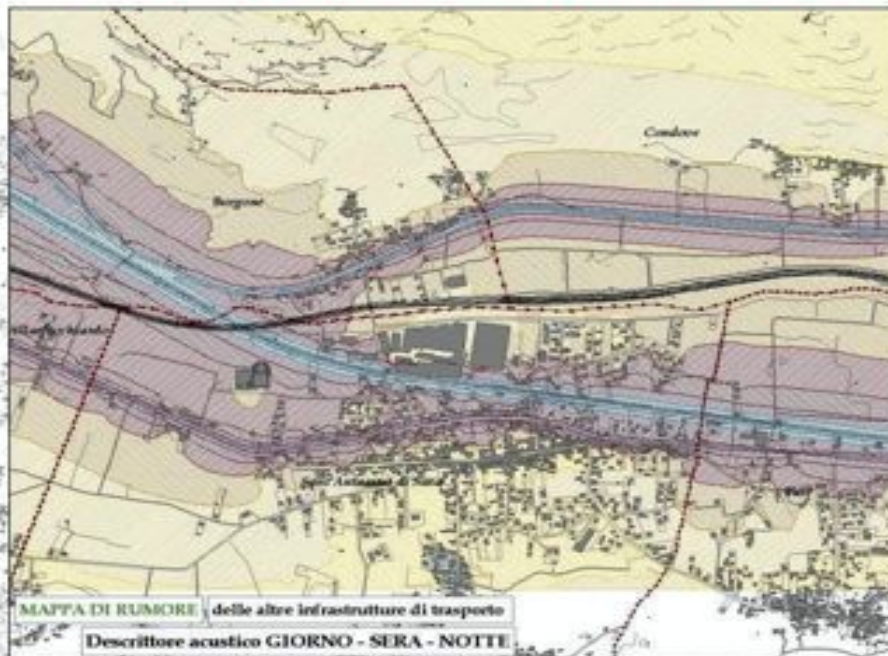 Condove
Borgone
MAPPA DI RUMORE delle altre infrastrutture di trasporto
Descrittore acustico GIORNO - SERA - NOTTE